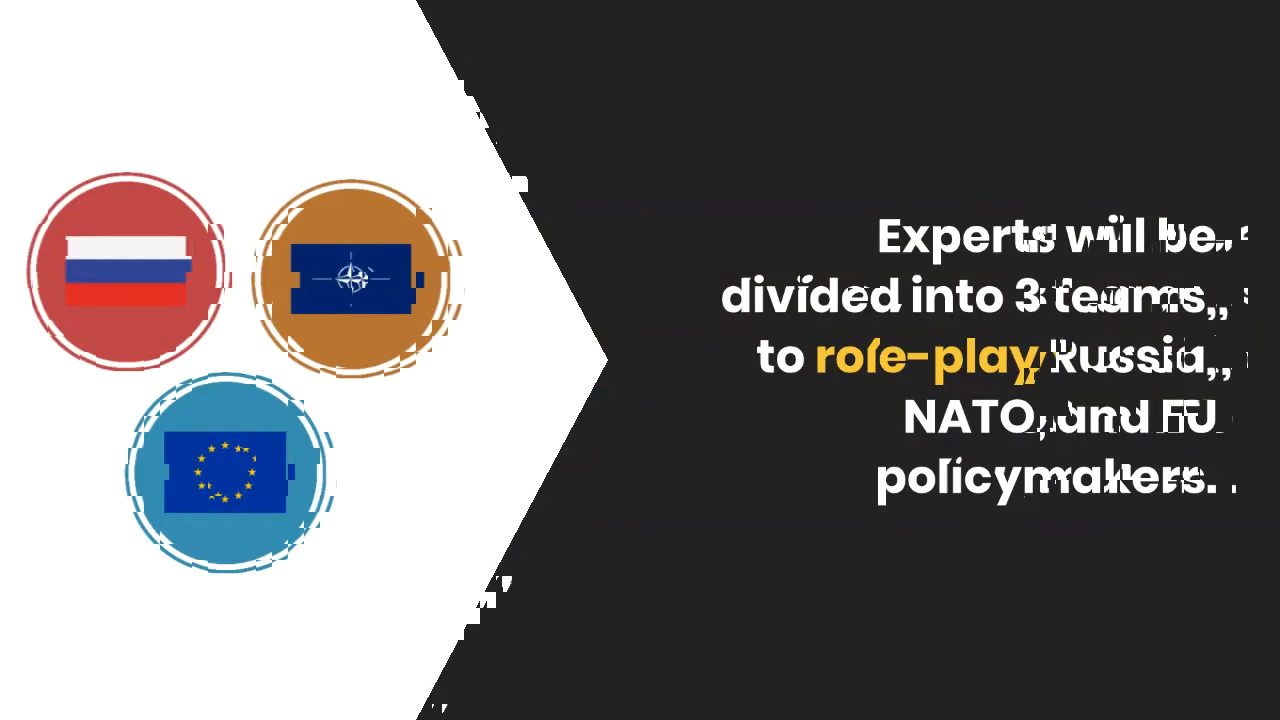 Experts will be
divided into 3 teams,
to role-play Russia,
NATO, and EU
policymakers.